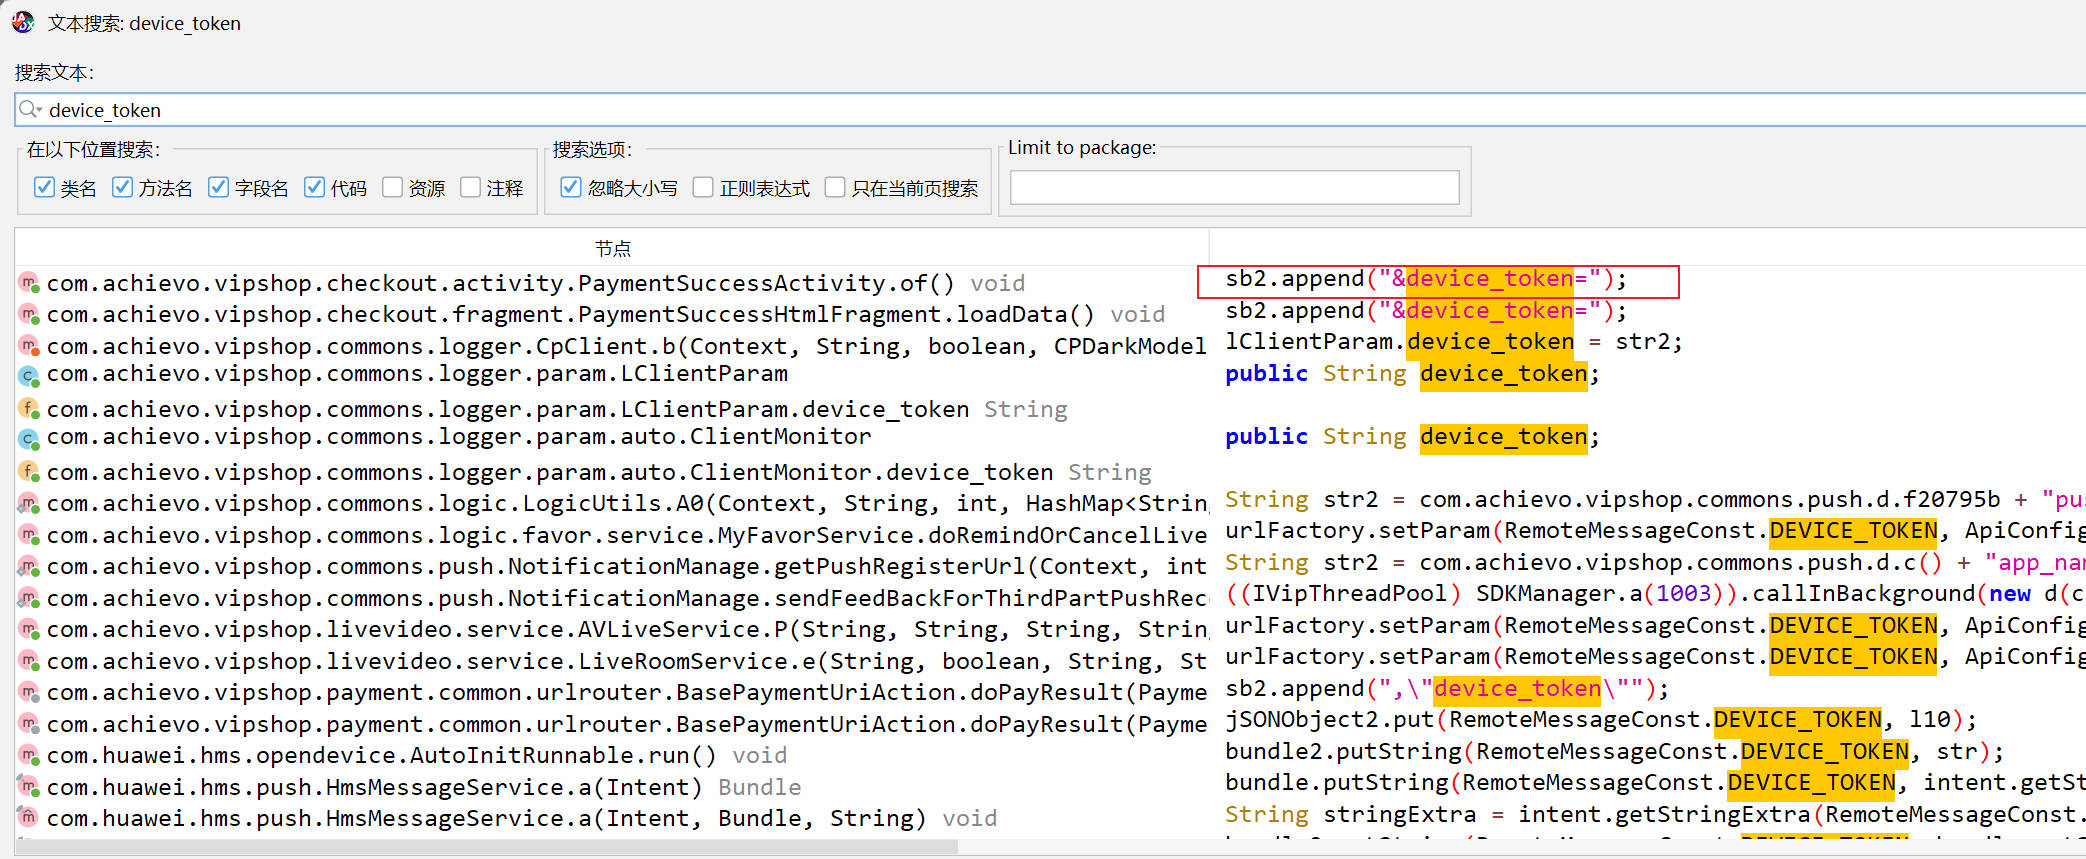 文本搜索: device_token
搜索文本:
device_token
在以下位置搜索:
类名 方法名 字段名 代码 资源 注释
搜索选项:
忽略大小写 正则表达式 只在当前页搜索
Limit to package:
节点
com.achievo.vipshop.checkout.activity.PaymentSuccessActivity.of() void sb2.append("&device_token=");
com.achievo.vipshop.checkout.fragment.PaymentSuccessHtmlFragment.loadData() void sb2.append("&device_token=");
com.achievo.vipshop.commons.logger.CpClient.b(Context, String, boolean, CPDarkModel lClientParam.device_token = str2;
com.achievo.vipshop.commons.logger.param.LClientParam public String device_token;
com.achievo.vipshop.commons.logger.param.LClientParam.device_token String
com.achievo.vipshop.commons.logger.param.auto.ClientMonitor public String device_token;
com.achievo.vipshop.commons.logger.param.auto.ClientMonitor.device_token String
com.achievo.vipshop.commons.logic.LogicUtils.A0(Context, String, int, HashMap<String, String str2 = com.achievo.vipshop.commons.push.d.f20795b + "pu
com.achievo.vipshop.commons.logic.favor.service.MyFavorService.doRemindOrCancelLive urlFactory.setParam(RemoteMessageConst.DEVICE_TOKEN, ApiConfig
com.achievo.vipshop.commons.push.NotificationManage.getPushRegisterUrl(Context, int String str2 = com.achievo.vipshop.commons.push.d.c() + "app_na
com.achievo.vipshop.commons.push.NotificationManage.sendFeedBackForThirdPartPushRec ((IVipThreadPool) SDKManager.a(1003)).callInBackground(new d(c
com.achievo.vipshop.livevideo.service.AVLiveService.P(String, String, String, Strin urlFactory.setParam(RemoteMessageConst.DEVICE_TOKEN, ApiConfig
com.achievo.vipshop.livevideo.service.LiveRoomService.e(String, boolean, String, St urlFactory.setParam(RemoteMessageConst.DEVICE_TOKEN, ApiConfig
com.achievo.vipshop.payment.common.urlrouter.BasePaymentUriAction.doPayResult(Payme sb2.append(",\"device_token\"");
com.achievo.vipshop.payment.common.urlrouter.BasePaymentUriAction.doPayResult(Payme jSONObject2.put(RemoteMessageConst.DEVICE_TOKEN, l10);
com.huawei.hms.opendevice.AutoInitRunnable.run() void bundle2.putString(RemoteMessageConst.DEVICE_TOKEN, str);
com.huawei.hms.push.HmsMessageService.a(Intent) Bundle bundle.putString(RemoteMessageConst.DEVICE_TOKEN, intent.getSt
com.huawei.hms.push.HmsMessageService.a(Intent, Bundle, String) void String stringExtra = intent.getStringExtra(RemoteMessageConst.